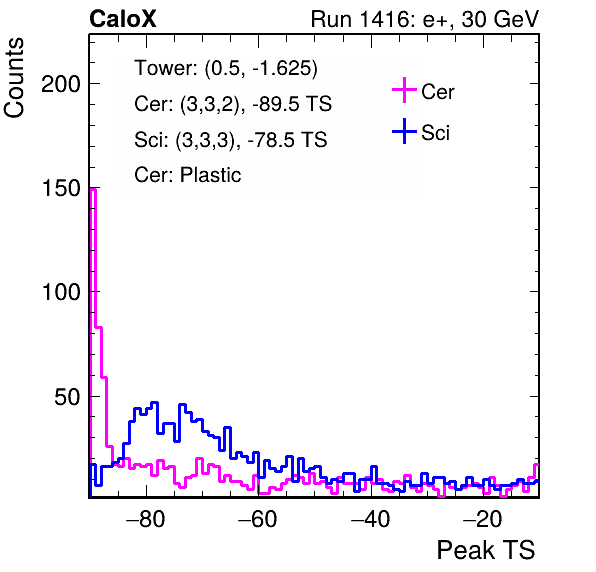 CaloX Run 1416: e+, 30 GeV
Counts
Tower: (0.5, -1.625)
Cer: (3,3,2), -89.5 TS
Sci: (3,3,3), -78.5 TS
Cer: Plastic
Cer
Sci
200
150
100
50
−80 −60 −40 −20
Peak TS